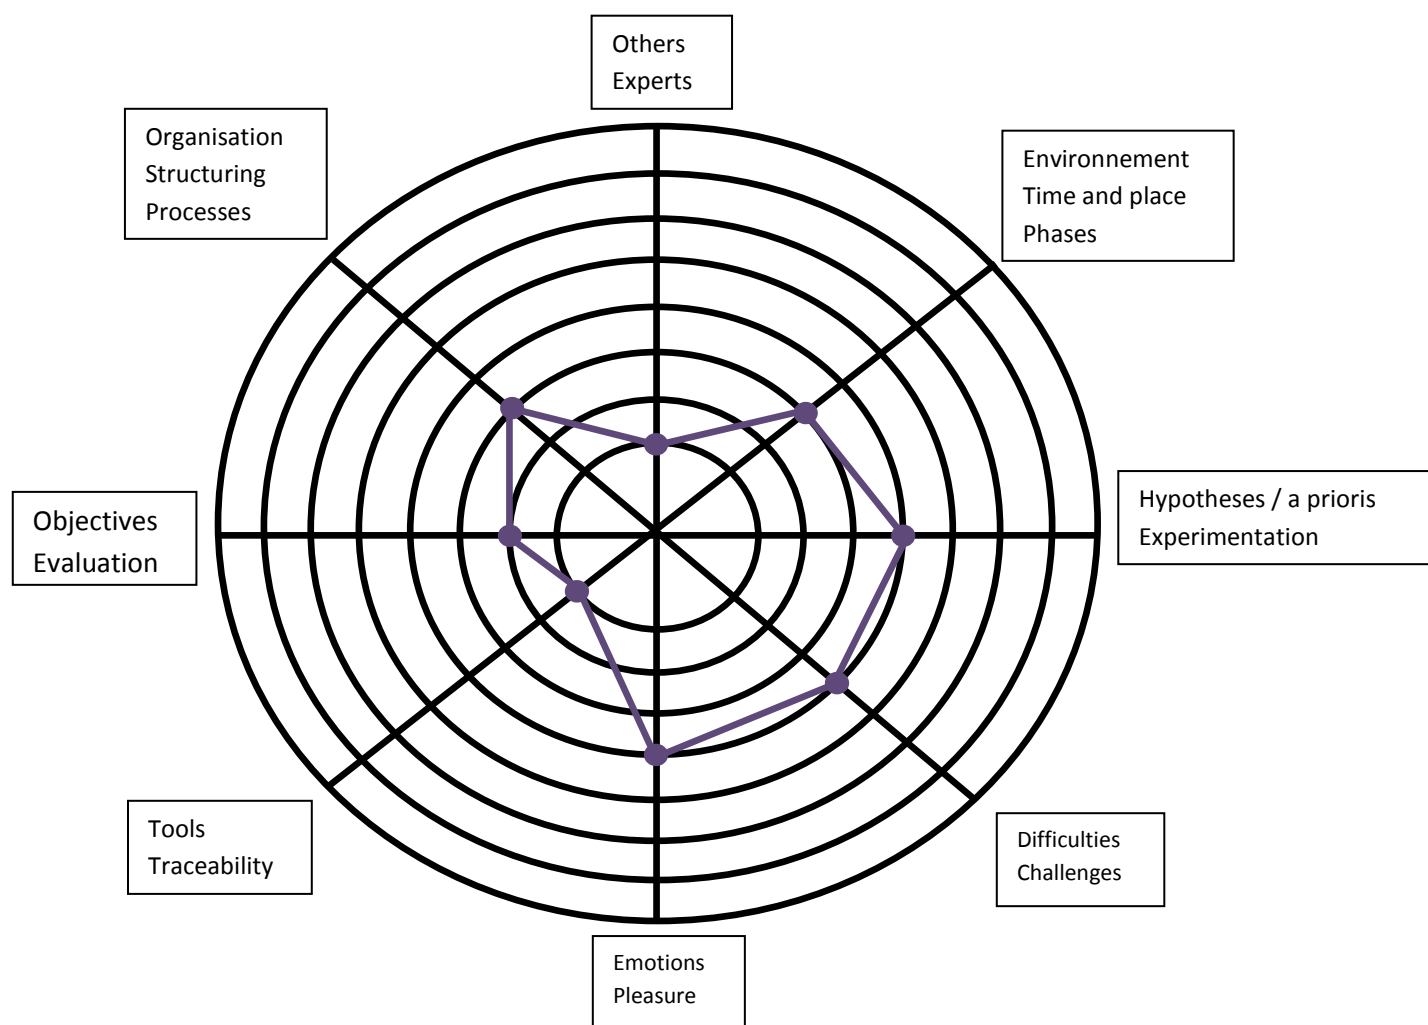 Others
Experts
Organisation
Structuring
Processes
Environnement
Time and place
Phases
Hypotheses / a prioris
Experimentation
Objectives
Evaluation
Tools
Traceability
Difficulties
Challenges
Emotions
Pleasure